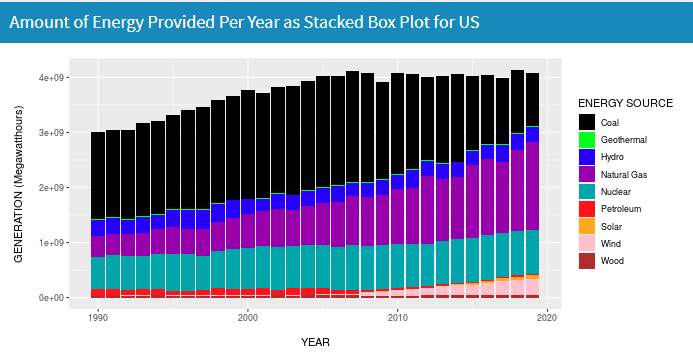 Amount of Energy Provided Per Year as Stacked Box Plot for US
GENERATION (Megawatthours)
4e+09
3e+09
2e+09
1e+09
0e+00
1990
2000
2010
2020
YEAR
ENERGY SOURCE
Coal
Geothermal
Hydro
Natural Gas
Nuclear
Petroleum
Solar
Wind
Wood